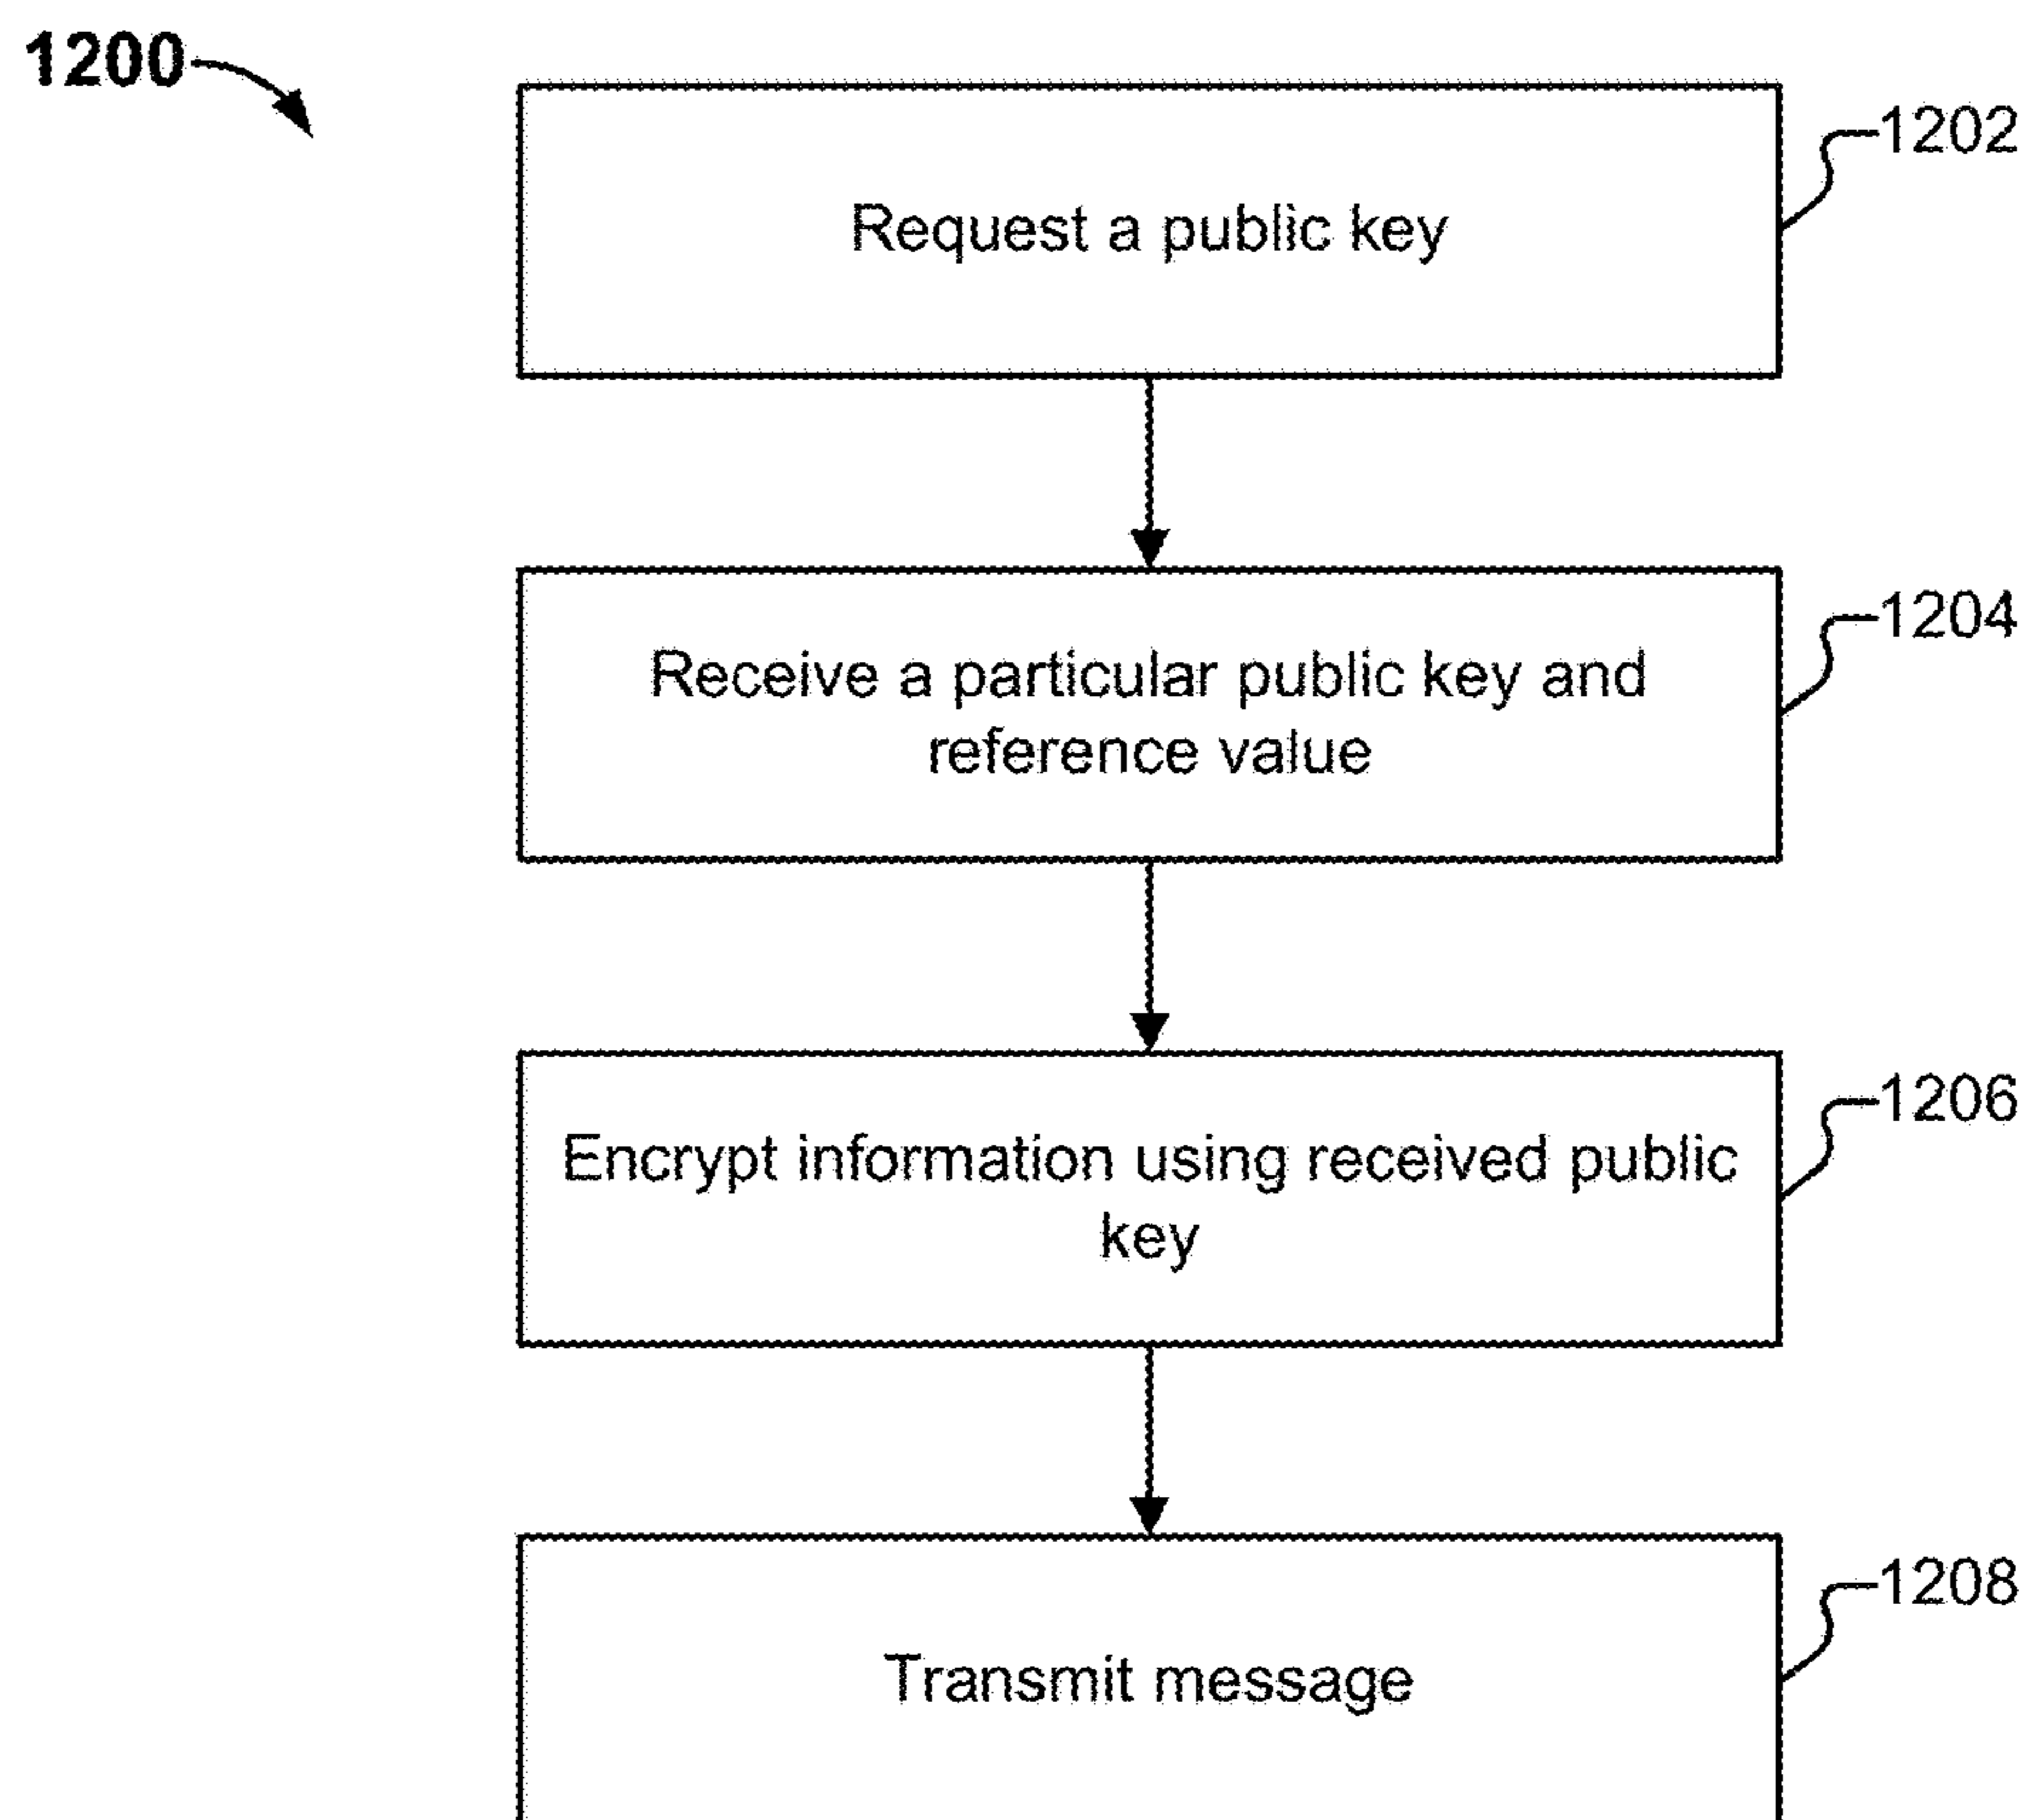 1200
1202
Request a public key
1204
Receive a particular public key and
reference value
1206
Encrypt information using received public
key
1208
Transmit message